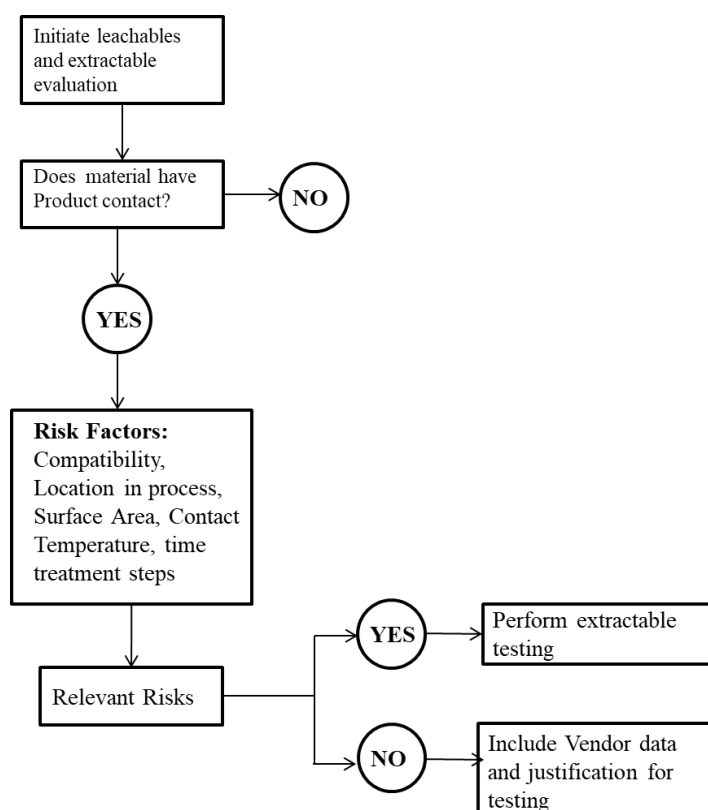 Initiate leachables
and extractable
evaluation
Does material have
Product contact?
NO
YES
Risk Factors:
Compatibility,
Location in process,
Surface Area, Contact
Temperature, time
treatment steps
Relevant Risks
YES
Perform extractable
testing
NO
Include Vendor data
and justification for
testing